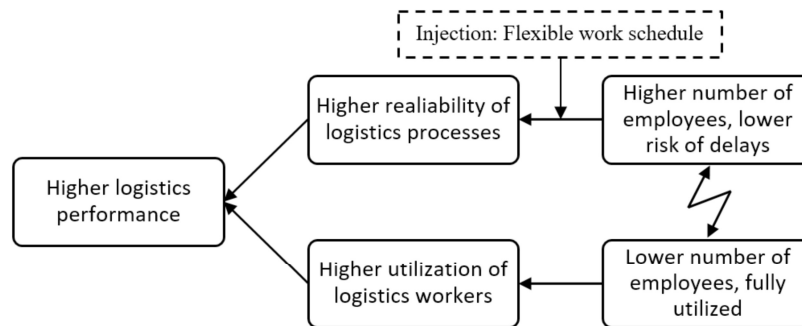 Injection: Flexible work schedule
Higher realiability of
logistics processes
Higher number of
employees, lower
risk of delays
Higher logistics
performance
Higher utilization of
logistics workers
Lower number of
employees, fully
utilized